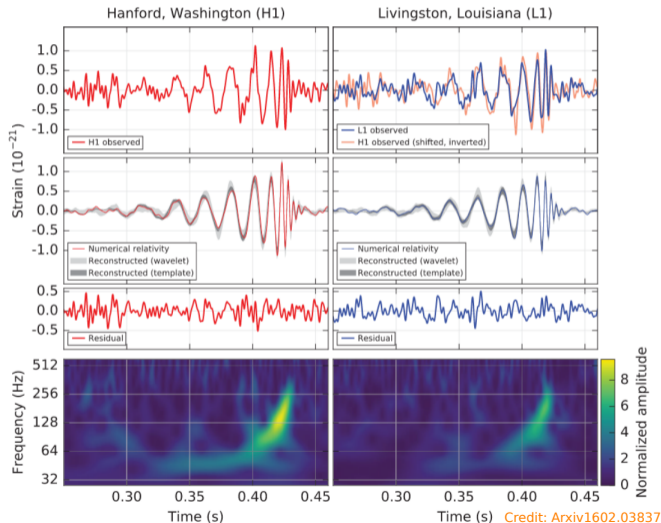 Hanford, Washington (H1)
Livingston, Louisiana (L1)
Strain (10⁻²¹)
1.0
0.5
0.0
-0.5
-1.0
H1 observed
L1 observed
H1 observed (shifted, inverted)
1.0
0.5
0.0
-0.5
-1.0
Numerical relativity
Reconstructed (wavelet)
Reconstructed (template)
Numerical relativity
Reconstructed (wavelet)
Reconstructed (template)
0.5
0.0
-0.5
Residual
Residual
Frequency (Hz)
512
256
128
64
32
Normalized amplitude
8
6
4
2
0
0.30
0.35
0.40
0.45
0.30
0.35
0.40
0.45
Time (s)
Time (s)
Credit: Arxiv1602.03837